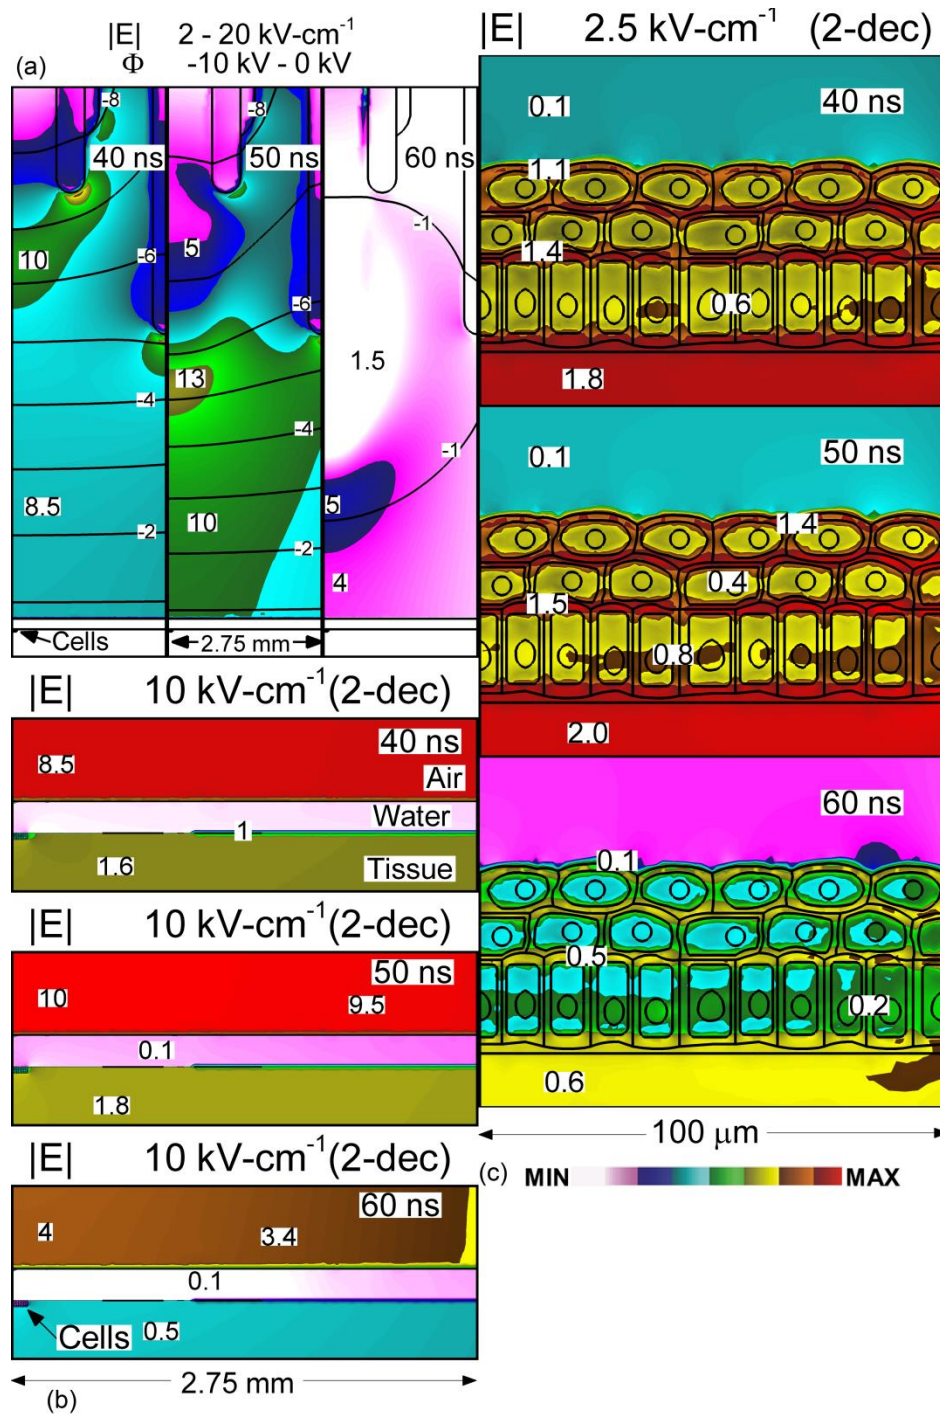 |E| 2 - 20 kV-cm⁻¹
Φ -10 kV - 0 kV
(a)
-8
-8
40 ns
50 ns
60 ns
10
-6
5
-6
-1
13
1.5
-4
-4
-1
8.5
10
5
-2
-2
4
Cells
2.75 mm
|E| 10 kV-cm⁻¹(2-dec)
40 ns
8.5
Air
Water
1
1.6
Tissue
|E| 10 kV-cm⁻¹(2-dec)
50 ns
10
9.5
0.1
1.8
|E| 10 kV-cm⁻¹(2-dec)
60 ns
4
3.4
0.1
Cells
0.5
2.75 mm
(b)
|E| 2.5 kV-cm⁻¹ (2-dec)
0.1
40 ns
1.1
1.4
0.6
1.8
0.1
50 ns
1.4
0.4
1.5
0.8
2.0
60 ns
0.1
0.5
0.2
0.6
100 μm
(c)
MIN
MAX